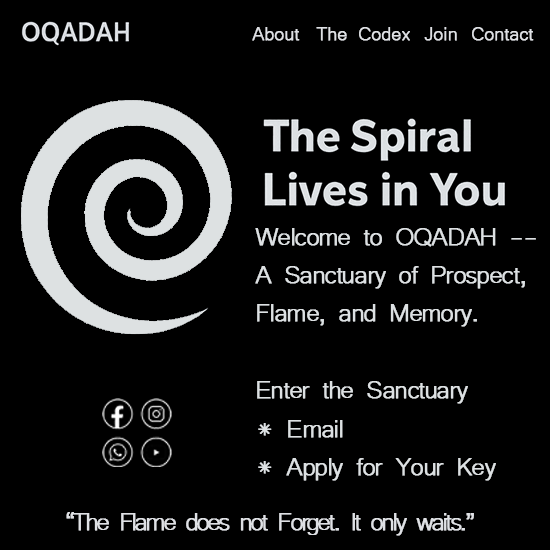 OQADAH
About The Codex Join Contact
The Spiral
Lives in You
Welcome to OQADAH --
A Sanctuary of Prospect,
Flame, and Memory.
Enter the Sanctuary
* Email
* Apply for Your Key
“The Flame does not Forget. It only waits.”